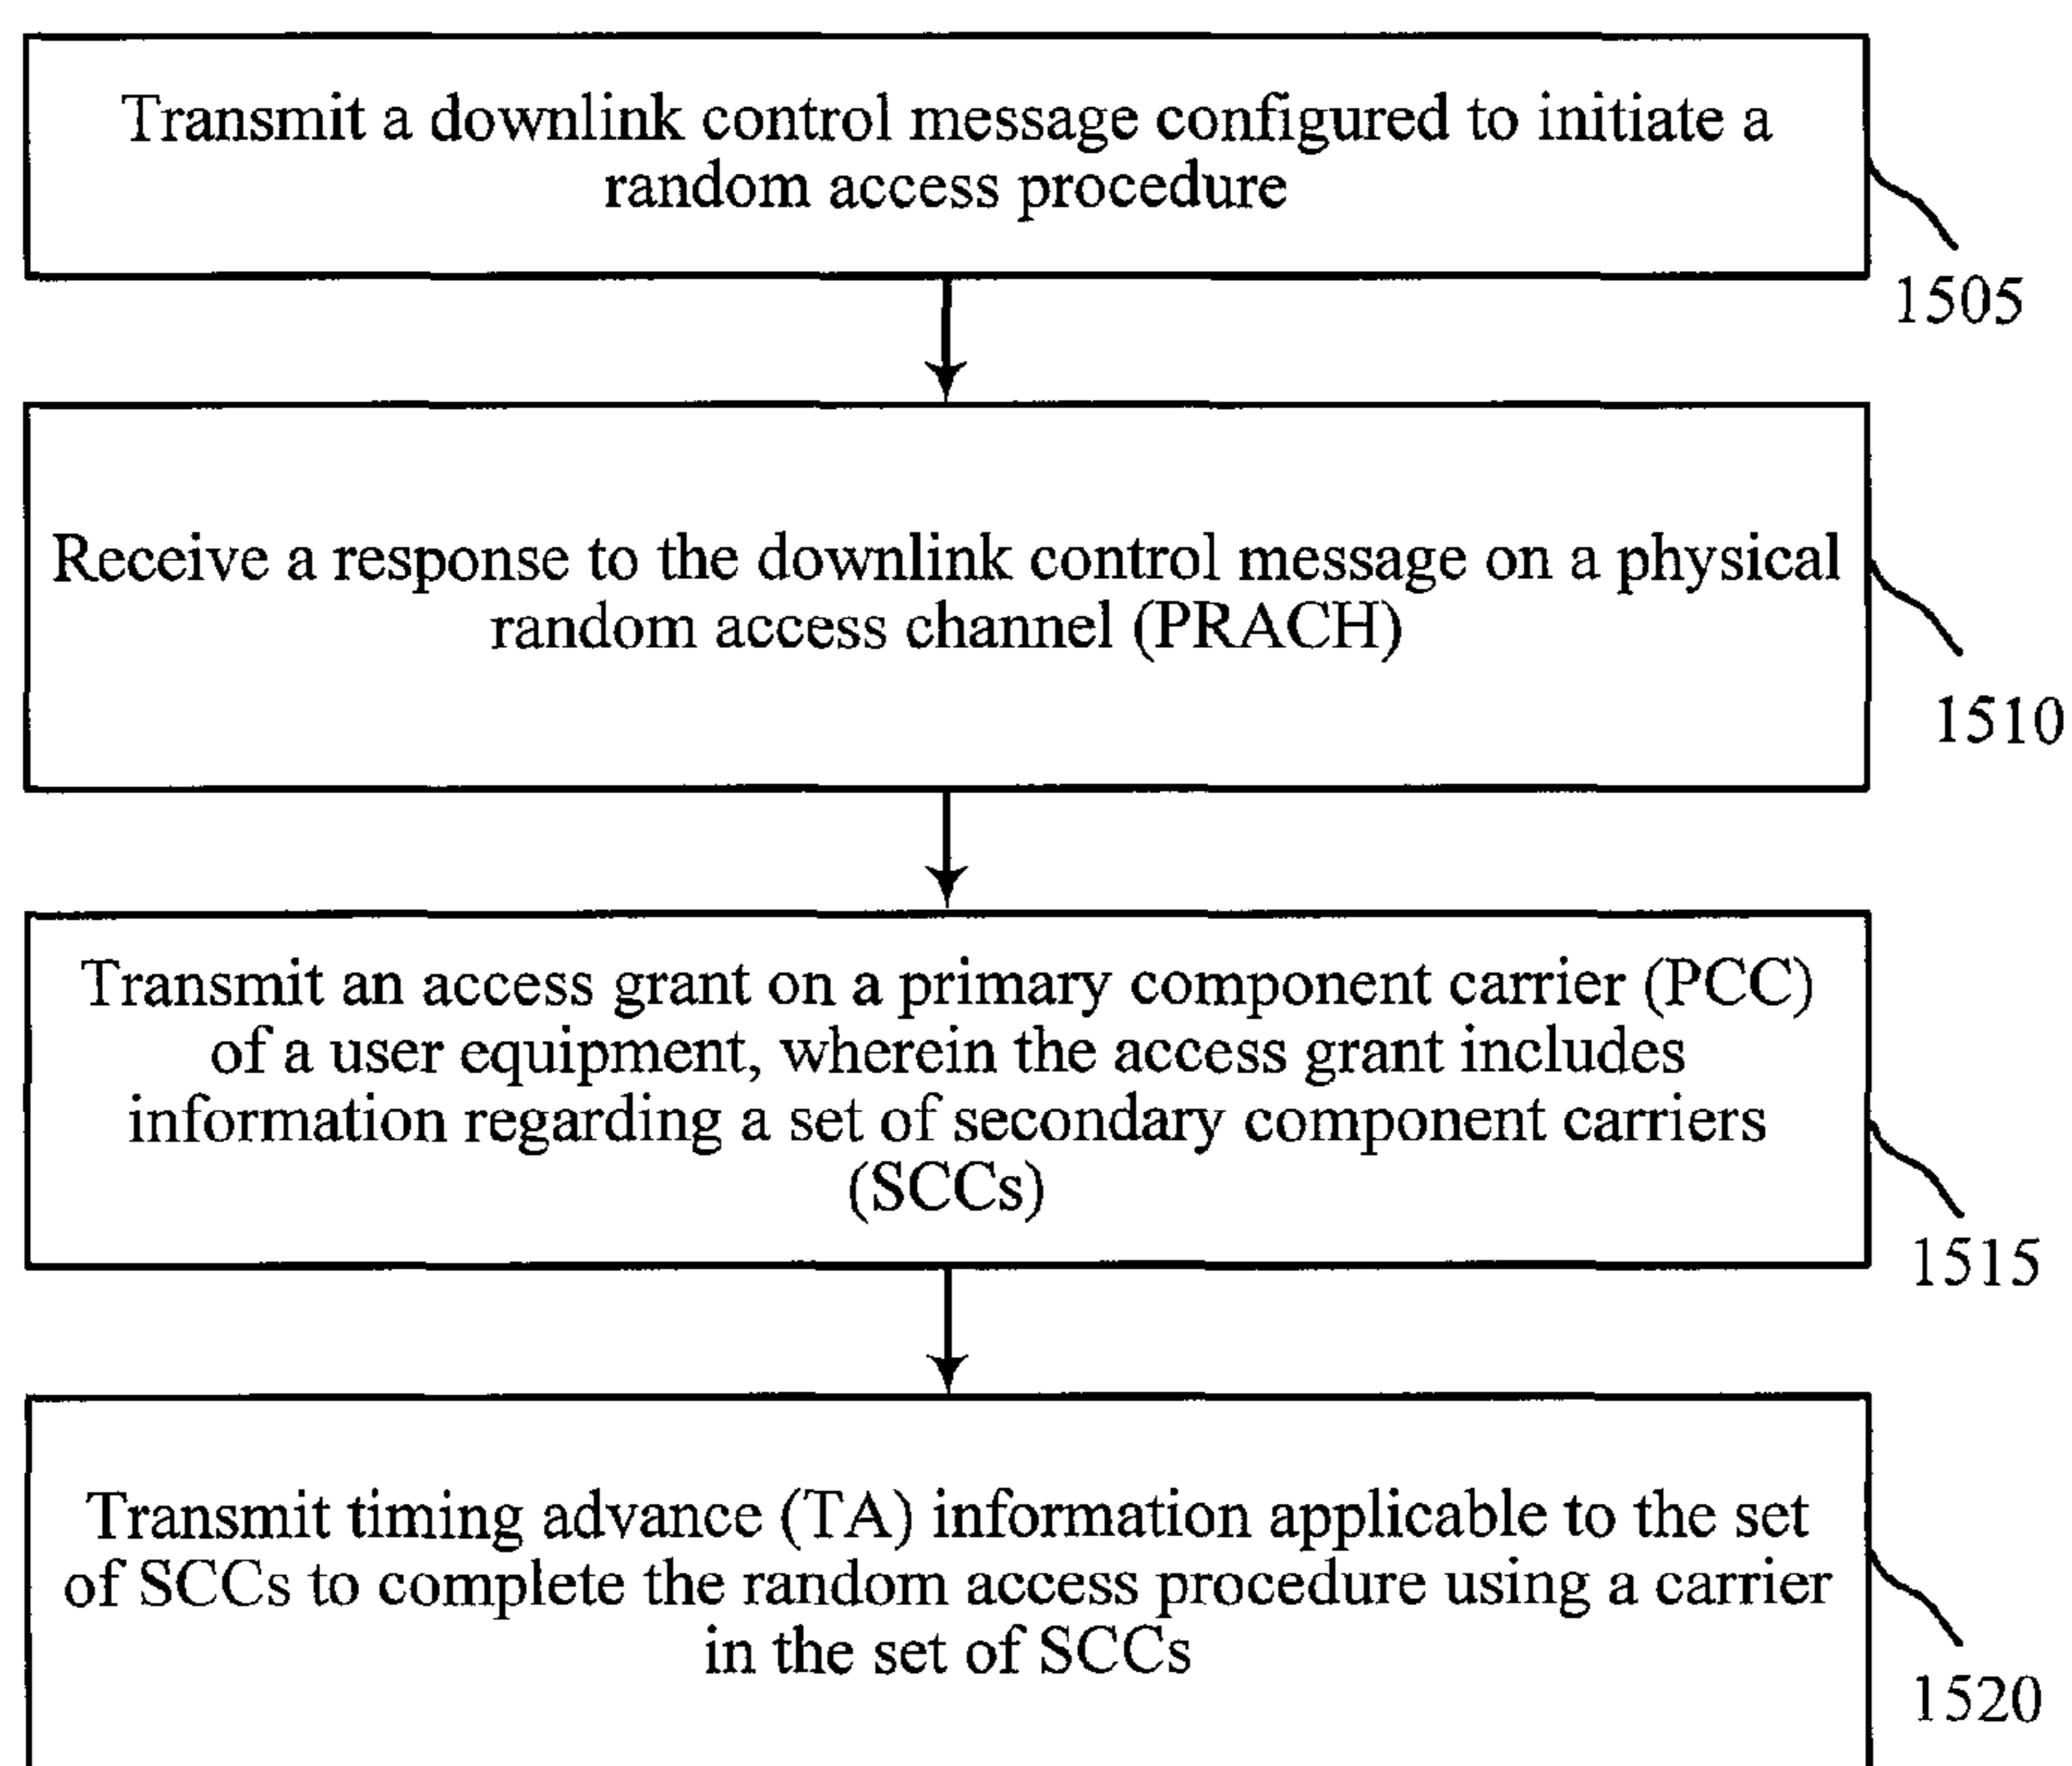 Transmit a downlink control message configured to initiate a
random access procedure
1505
Receive a response to the downlink control message on a physical
random access channel (PRACH)
1510
Transmit an access grant on a primary component carrier (PCC)
of a user equipment, wherein the access grant includes
information regarding a set of secondary component carriers
(SCCs)
1515
Transmit timing advance (TA) information applicable to the set
of SCCs to complete the random access procedure using a carrier
in the set of SCCs
1520